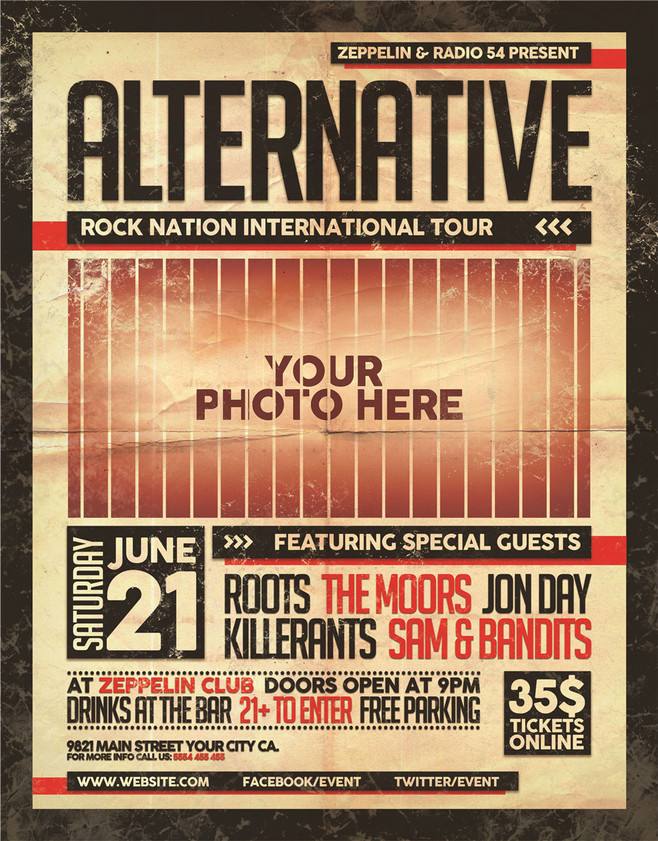 ZEPPELIN & RADIO 54 PRESENT
ALTERNATIVE
ROCK NATION INTERNATIONAL TOUR <<<
YOUR
PHOTO HERE
SATURDAY
JUNE
21
>>> FEATURING SPECIAL GUESTS
ROOTS THE MOORS JON DAY
KILLERANTS SAM & BANDITS
AT ZEPPELIN CLUB DOORS OPEN AT 9PM
DRINKS AT THE BAR 21+ TO ENTER FREE PARKING
35$
TICKETS
ONLINE
9821 MAIN STREET YOUR CITY CA.
FOR MORE INFO CALL US: 5554 455 455
WWW.WEBSITE.COM FACEBOOK/EVENT TWITTER/EVENT